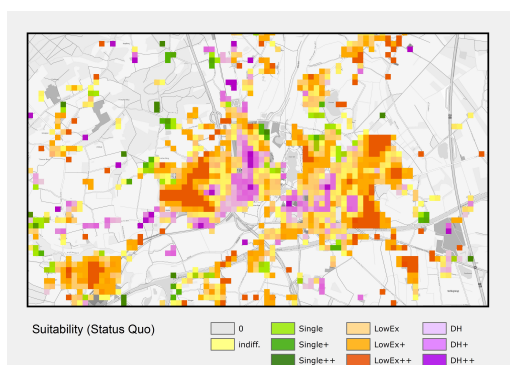 Suitability (Status Quo)
0 Single LowEx DH
indiff. Single+ LowEx+ DH+
Single++ LowEx++ DH++